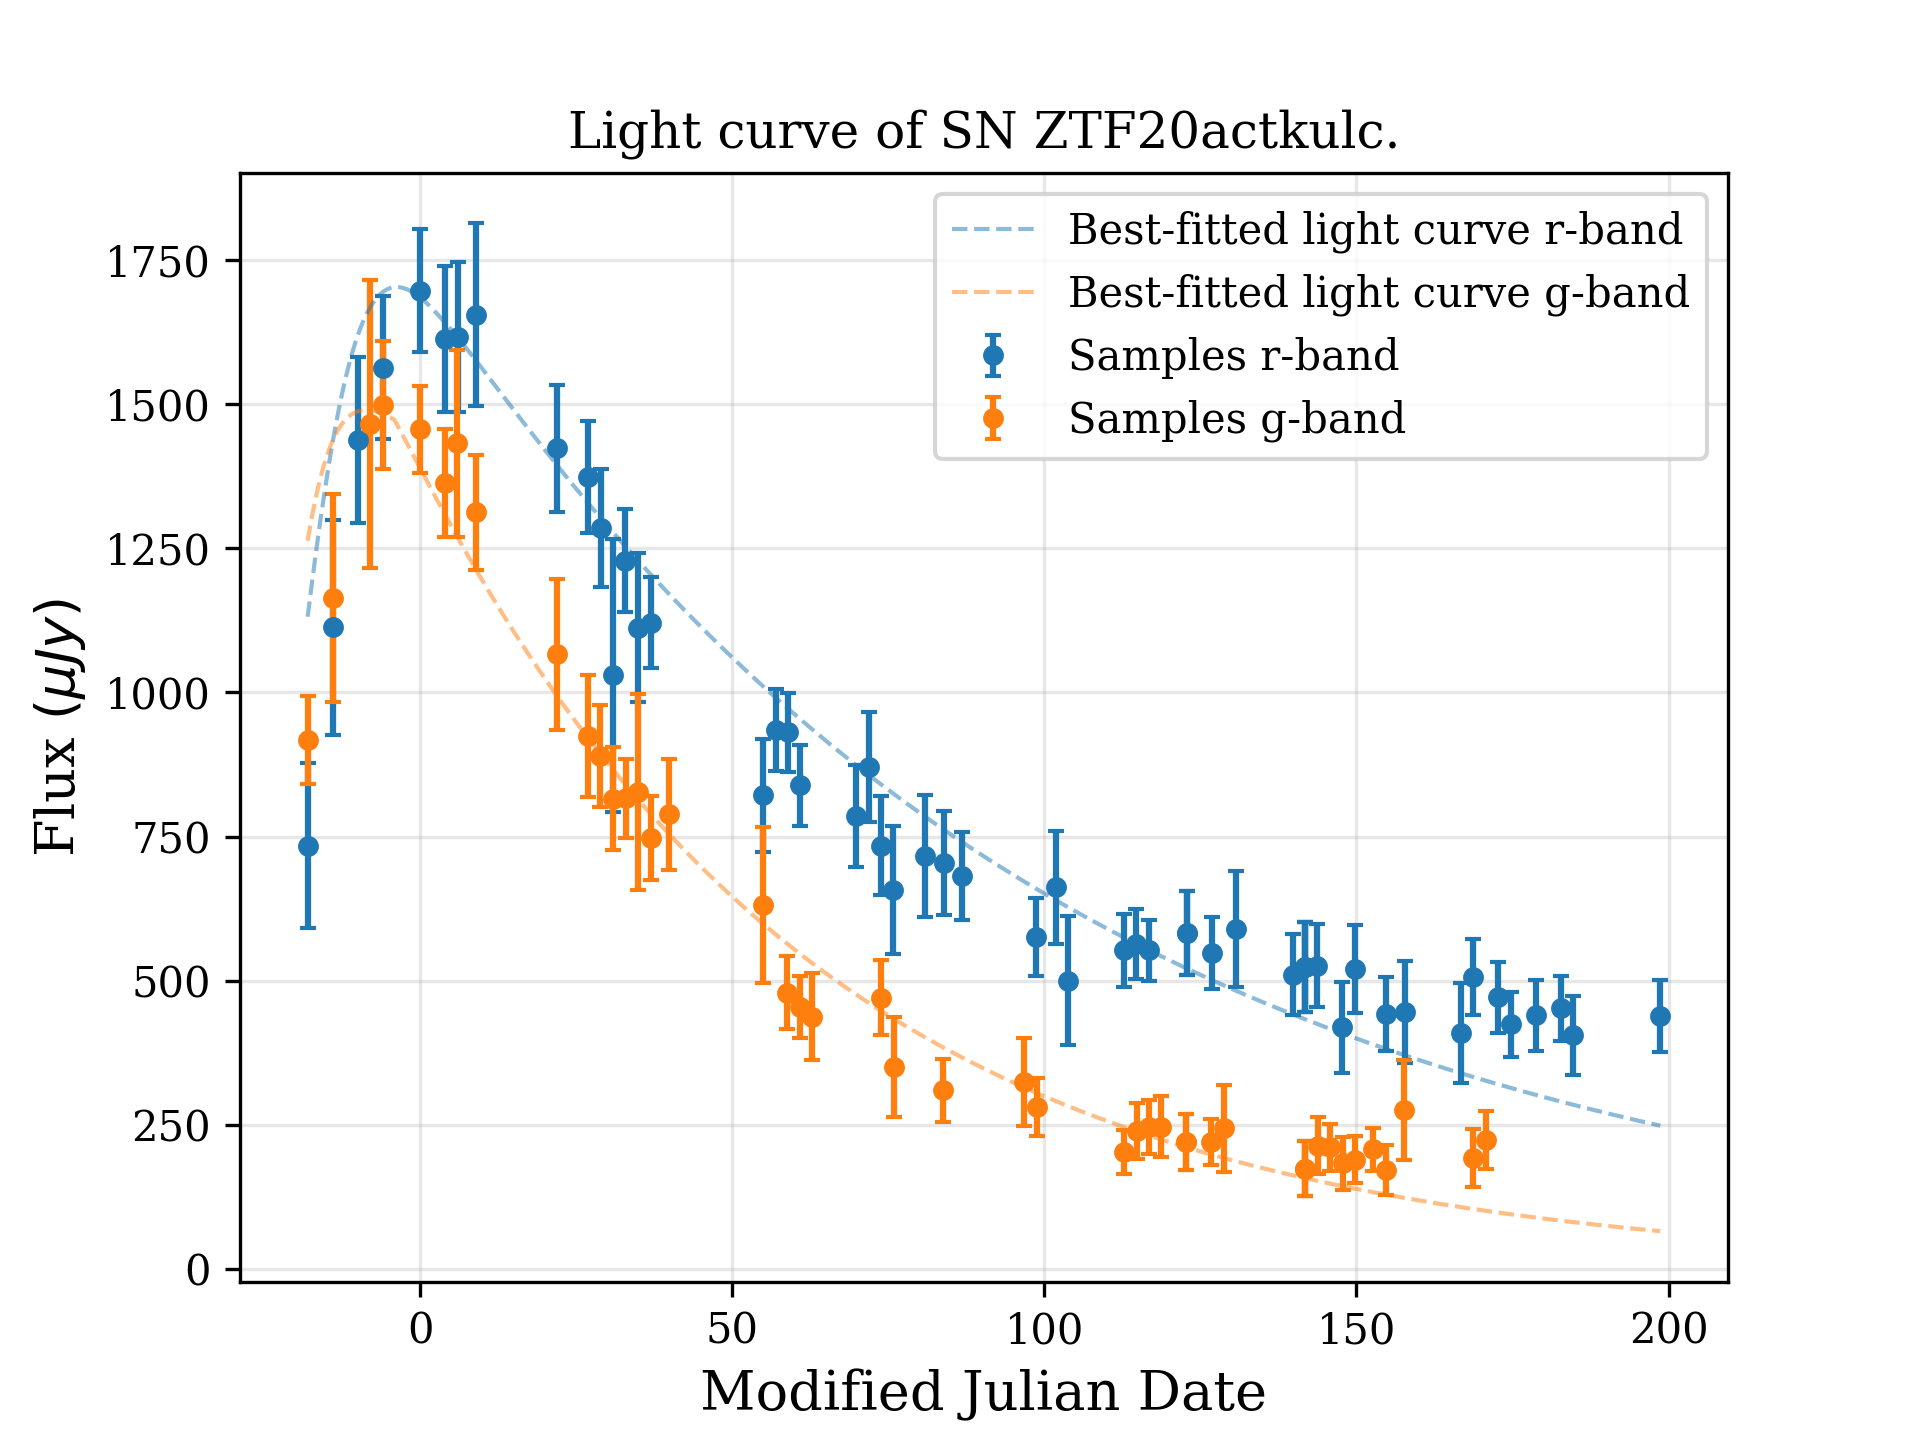 Light curve of SN ZTF20actkulc.
Best-fitted light curve r-band
Best-fitted light curve g-band
Samples r-band
Samples g-band
Flux (μJy)
1750
1500
1250
1000
750
500
250
0
0 50 100 150 200
Modified Julian Date